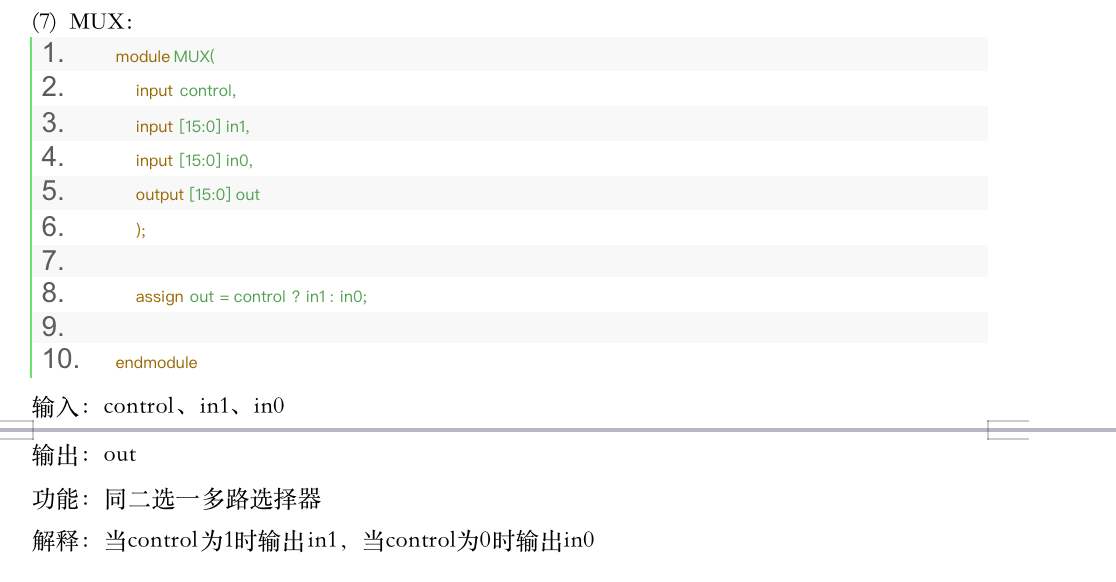 (7) MUX:
1. module MUX(
2. input control,
3. input [15:0] in1,
4. input [15:0] in0,
5. output [15:0] out
6. );
7.
8. assign out = control ? in1 : in0;
9.
10. endmodule
输入：control、in1、in0
输出：out
功能：同二选一多路选择器
解释：当control为1时输出in1，当control为0时输出in0